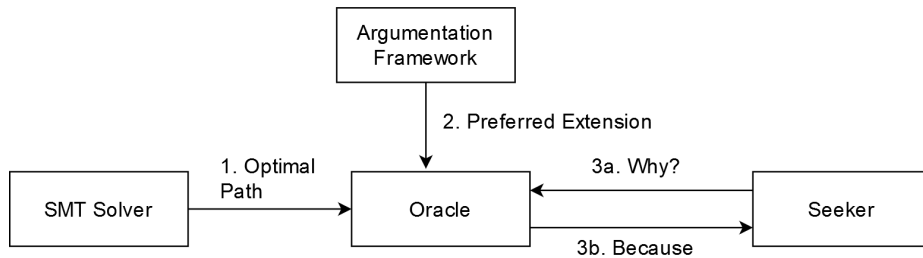 Argumentation
Framework
2. Preferred Extension
1. Optimal
Path
3a. Why?
SMT Solver
Oracle
Seeker
3b. Because